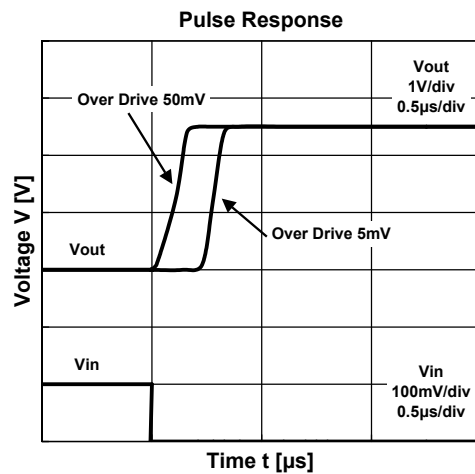 Pulse Response
Vout
1V/div
0.5µs/div
Over Drive 50mV
Over Drive 5mV
Vout
Vin
Vin
100mV/div
0.5µs/div
Voltage V [V]
Time t [µs]